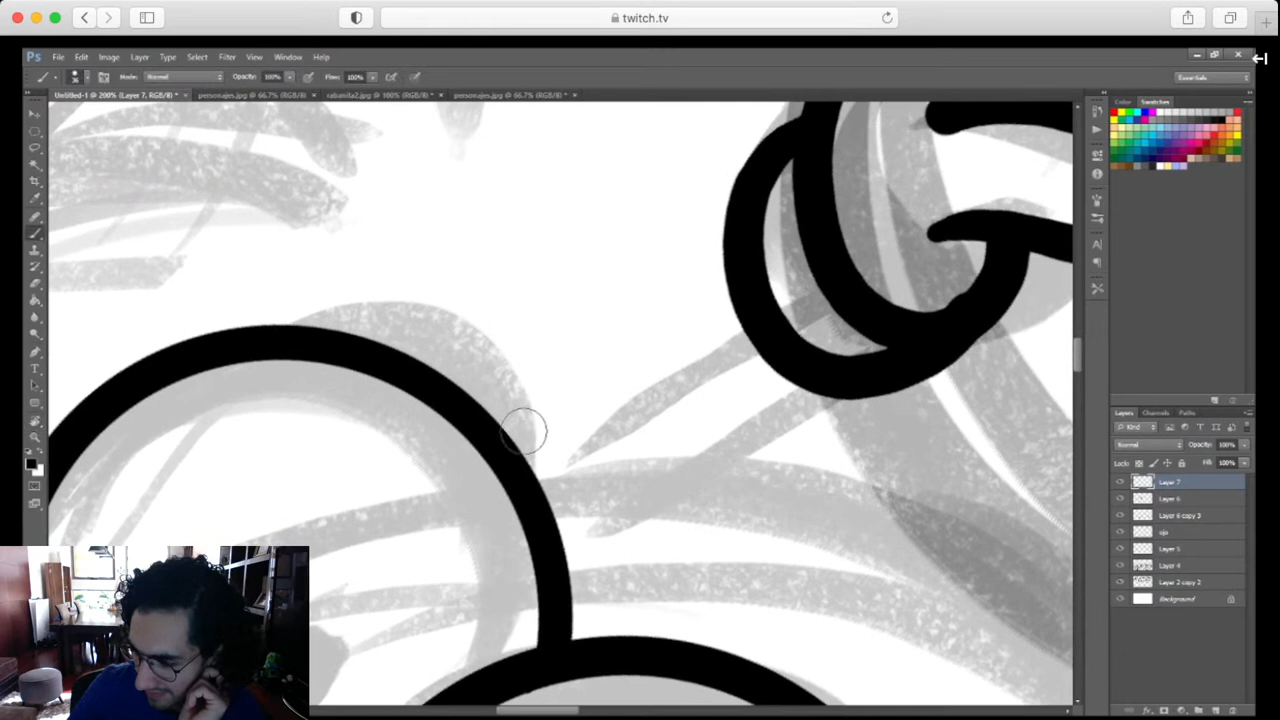 twitch.tv
Ps File Edit Image Layer Type Select Filter View Window Help
Mode: Normal Opacity: 100% Flow: 100% Essentials
Untitled-1 @ 200% (Layer 7, RGB/8) * × personajes.jpg @ 66.7% (RGB/8) × rabanita2.jpg @ 100% (RGB/8) * × personajes.jpg @ 66.7% (RGB/8) * ×
Color Swatches
Layers Channels Paths
Kind
Normal Opacity: 100%
Lock: Fill: 100%
Layer 7
Layer 6
Layer 6 copy 3
ojo
Layer 5
Layer 4
Layer 2 copy 2
Background